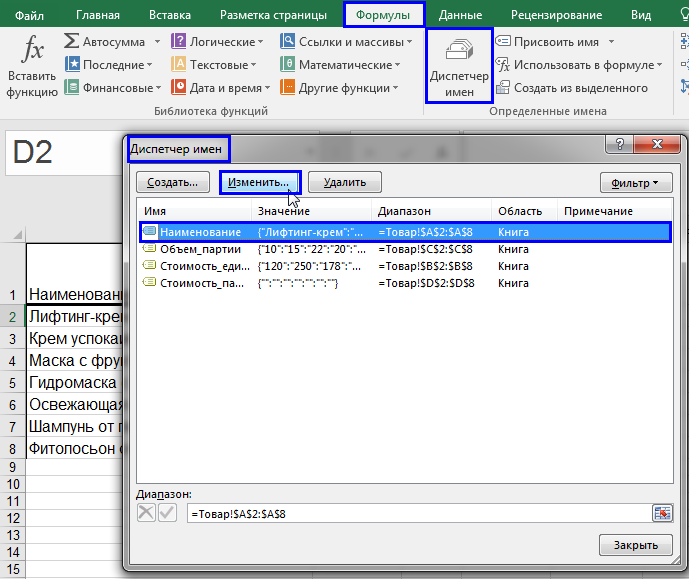 Файл Главная Вставка Разметка страницы Формулы Данные Рецензирование Вид
fx Вставить функцию
Σ Автосумма Логические Ссылки и массивы
Последние Текстовые Математические
Финансовые Дата и время Другие функции
Библиотека функций
Диспетчер имен
Присвоить имя
fx Использовать в формуле
Создать из выделенного
Определенные имена
D2
Диспетчер имен
Создать... Изменить... Удалить Фильтр
Имя Значение Диапазон Область Примечание
Наименование {"Лифтинг-крем":"... =Товар!$A$2:$A$8 Книга
Объем_партии {"10":"15":"22":"20":"... =Товар!$C$2:$C$8 Книга
Стоимость_еди... {"120":"250":"178":"... =Товар!$B$2:$B$8 Книга
Стоимость_па... {"":"":"":"":"":"":""} =Товар!$D$2:$D$8 Книга
Диапазон:
=Товар!$A$2:$A$8
Закрыть
1 Наименован
2 Лифтинг-кре
3 Крем успока
4 Маска с фру
5 Гидромаска
6 Освежающая
7 Шампунь от
8 Фитолосьон
9
10
11
12
13
14
15